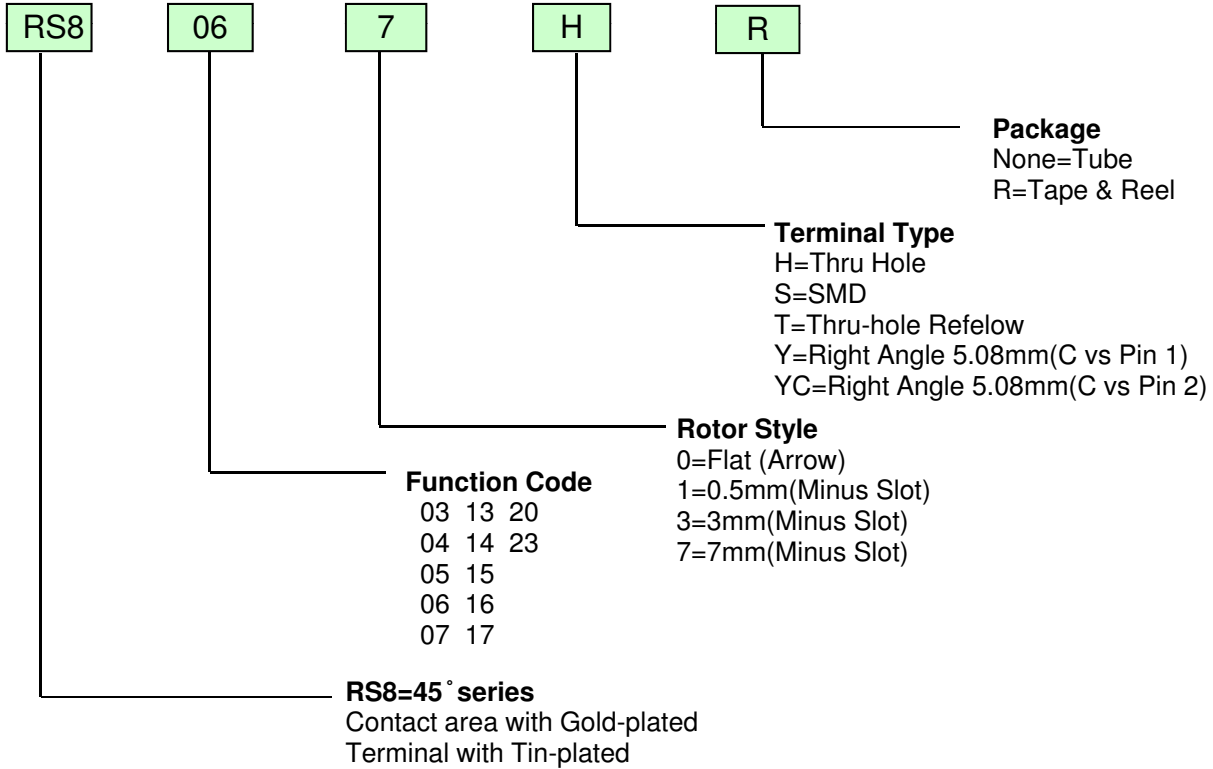 RS8 06 7 H R
Package
None=Tube
R=Tape & Reel
Terminal Type
H=Thru Hole
S=SMD
T=Thru-hole Refelow
Y=Right Angle 5.08mm(C vs Pin 1)
YC=Right Angle 5.08mm(C vs Pin 2)
Rotor Style
0=Flat (Arrow)
1=0.5mm(Minus Slot)
3=3mm(Minus Slot)
7=7mm(Minus Slot)
Function Code
03 13 20
04 14 23
05 15
06 16
07 17
RS8=45˚series
Contact area with Gold-plated
Terminal with Tin-plated